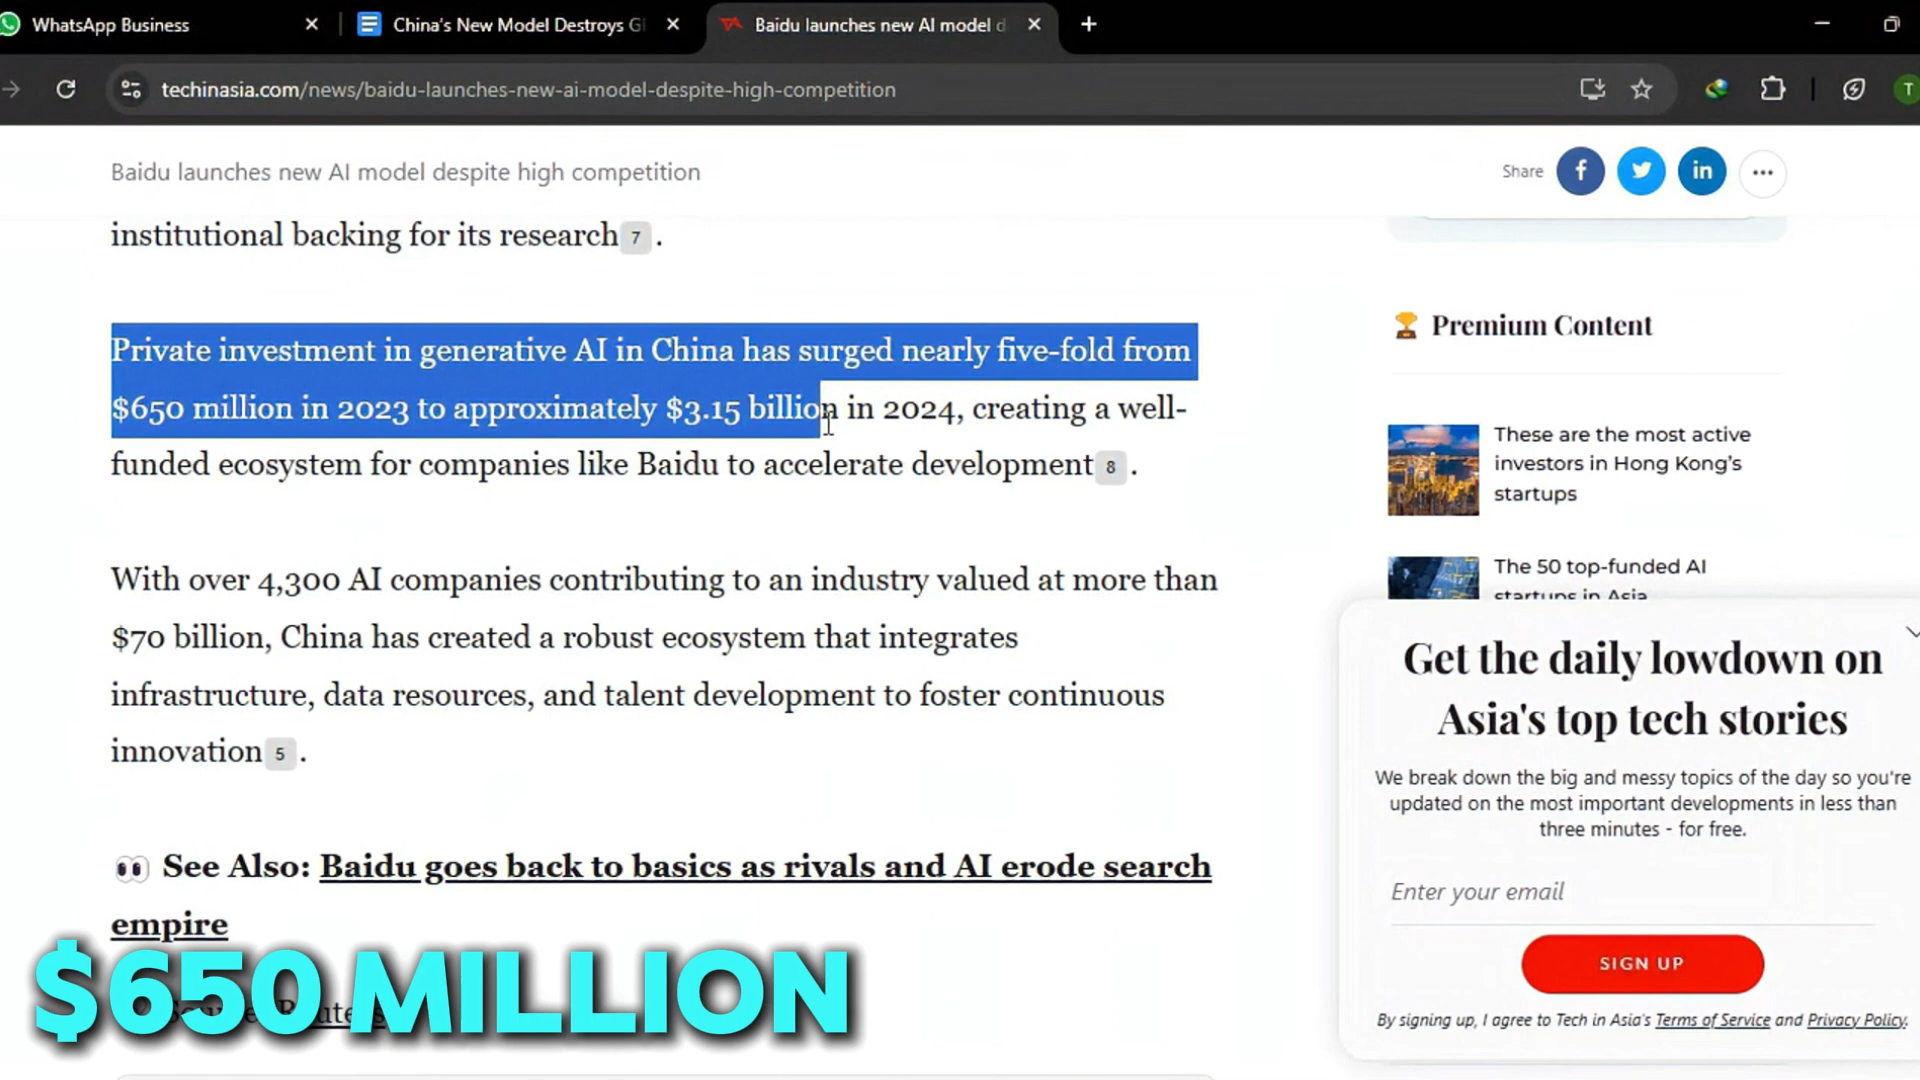 WhatsApp Business
China's New Model Destroys Gl
Baidu launches new AI model d
techinasia.com/news/baidu-launches-new-ai-model-despite-high-competition
T
Baidu launches new AI model despite high competition
Share
institutional backing for its research 7 .
Private investment in generative AI in China has surged nearly five-fold from
$650 million in 2023 to approximately $3.15 billion in 2024, creating a well-
funded ecosystem for companies like Baidu to accelerate development 8 .
With over 4,300 AI companies contributing to an industry valued at more than
$70 billion, China has created a robust ecosystem that integrates
infrastructure, data resources, and talent development to foster continuous
innovation 5 .
👀 See Also: Baidu goes back to basics as rivals and AI erode search
empire
$650 MILLION
Premium Content
These are the most active
investors in Hong Kong's
startups
The 50 top-funded AI
startups in Asia
Get the daily lowdown on
Asia's top tech stories
We break down the big and messy topics of the day so you're
updated on the most important developments in less than
three minutes - for free.
Enter your email
SIGN UP
By signing up, I agree to Tech in Asia's Terms of Service and Privacy Policy.